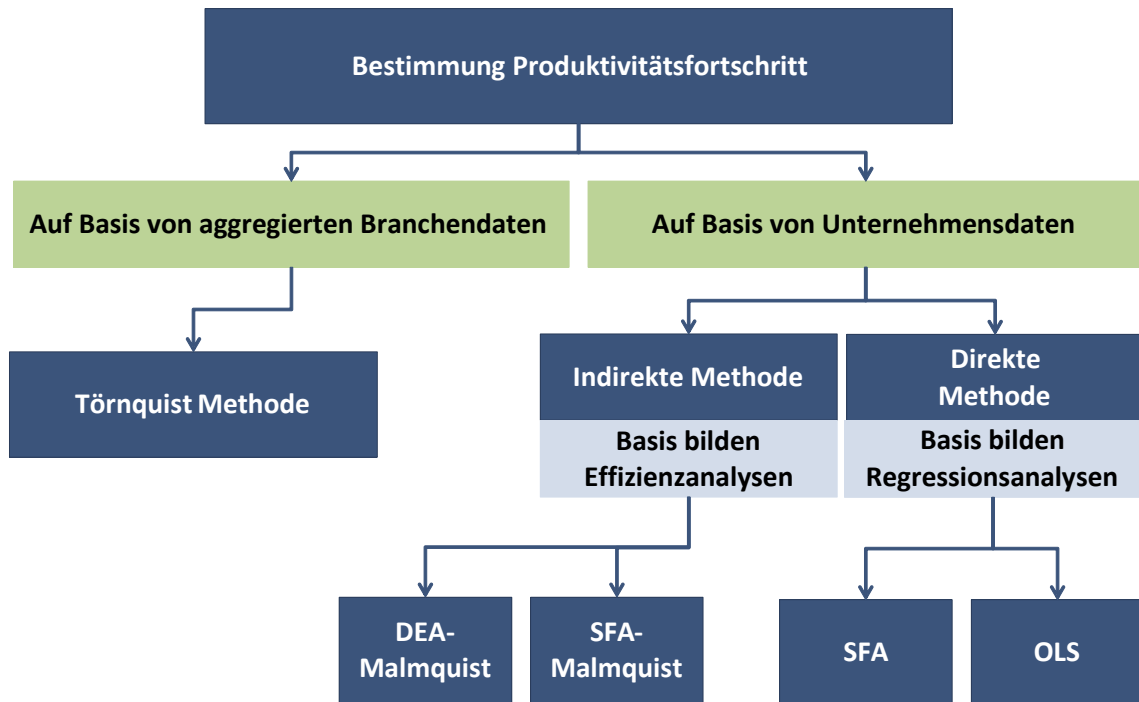 Bestimmung Produktivitätsfortschritt
Auf Basis von aggregierten Branchendaten
Auf Basis von Unternehmensdaten
Törnquist Methode
Indirekte Methode
Basis bilden
Effizienzanalysen
Direkte
Methode
Basis bilden
Regressionsanalysen
DEA-
Malmquist
SFA-
Malmquist
SFA
OLS